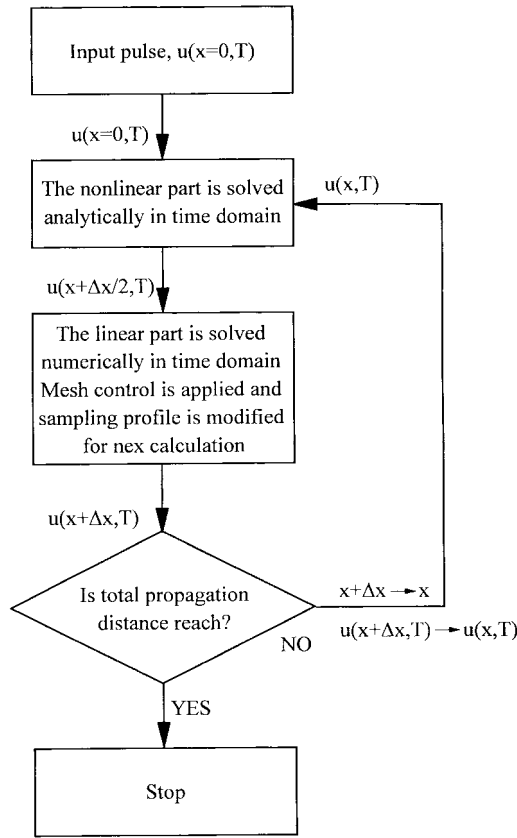 Input pulse, u(x=0,T)
u(x=0,T)
The nonlinear part is solved
analytically in time domain
u(x,T)
u(x+Δx/2,T)
The linear part is solved
numerically in time domain
Mesh control is applied and
sampling profile is modified
for nex calculation
u(x+Δx,T)
Is total propagation
distance reach?
x+Δx→x
NO
u(x+Δx,T)→u(x,T)
YES
Stop